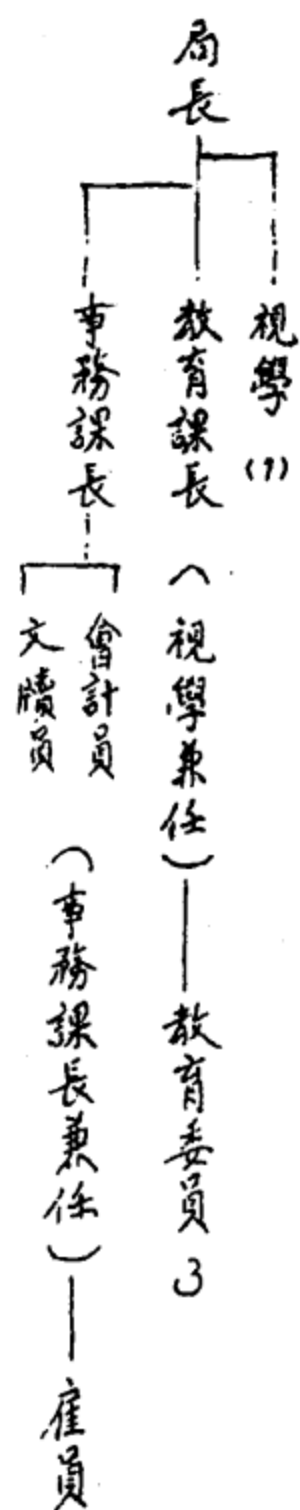 局長
視學 (1)
教育課長(視學兼任)——教育委員 3
事務課長
會計員
文牘員
(事務課長兼任)——雇員